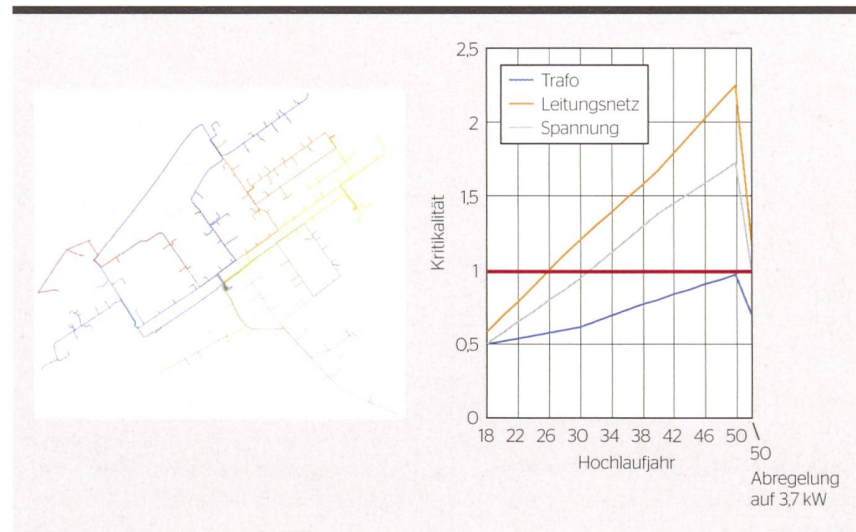 2,5
2
1,5
1
0,5
0
Kritikalität
Trafo
Leitungsnetz
Spannung
18 22 26 30 34 38 42 46 50
50
Hochlaufjahr
Abregelung
auf 3,7 kW